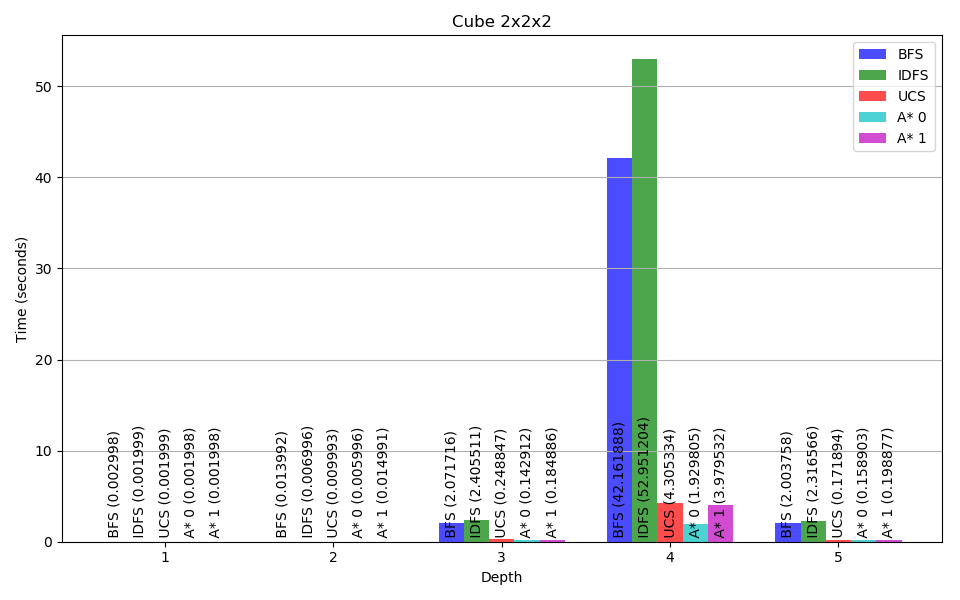 Cube 2x2x2
Time (seconds)
50
40
30
20
10
0
BFS
IDFS
UCS
A* 0
A* 1
BFS (0.002998)
IDFS (0.001999)
UCS (0.001999)
A* 0 (0.001998)
A* 1 (0.001998)
BFS (0.013992)
IDFS (0.006996)
UCS (0.009993)
A* 0 (0.005996)
A* 1 (0.014991)
BFS (2.071716)
IDFS (2.405511)
UCS (0.248847)
A* 0 (0.142912)
A* 1 (0.184886)
BFS (42.161888)
IDFS (52.951204)
UCS (4.305334)
A* 0 (1.929805)
A* 1 (3.979532)
BFS (2.003758)
IDFS (2.316566)
UCS (0.171894)
A* 0 (0.158903)
A* 1 (0.198877)
1
2
3
4
5
Depth